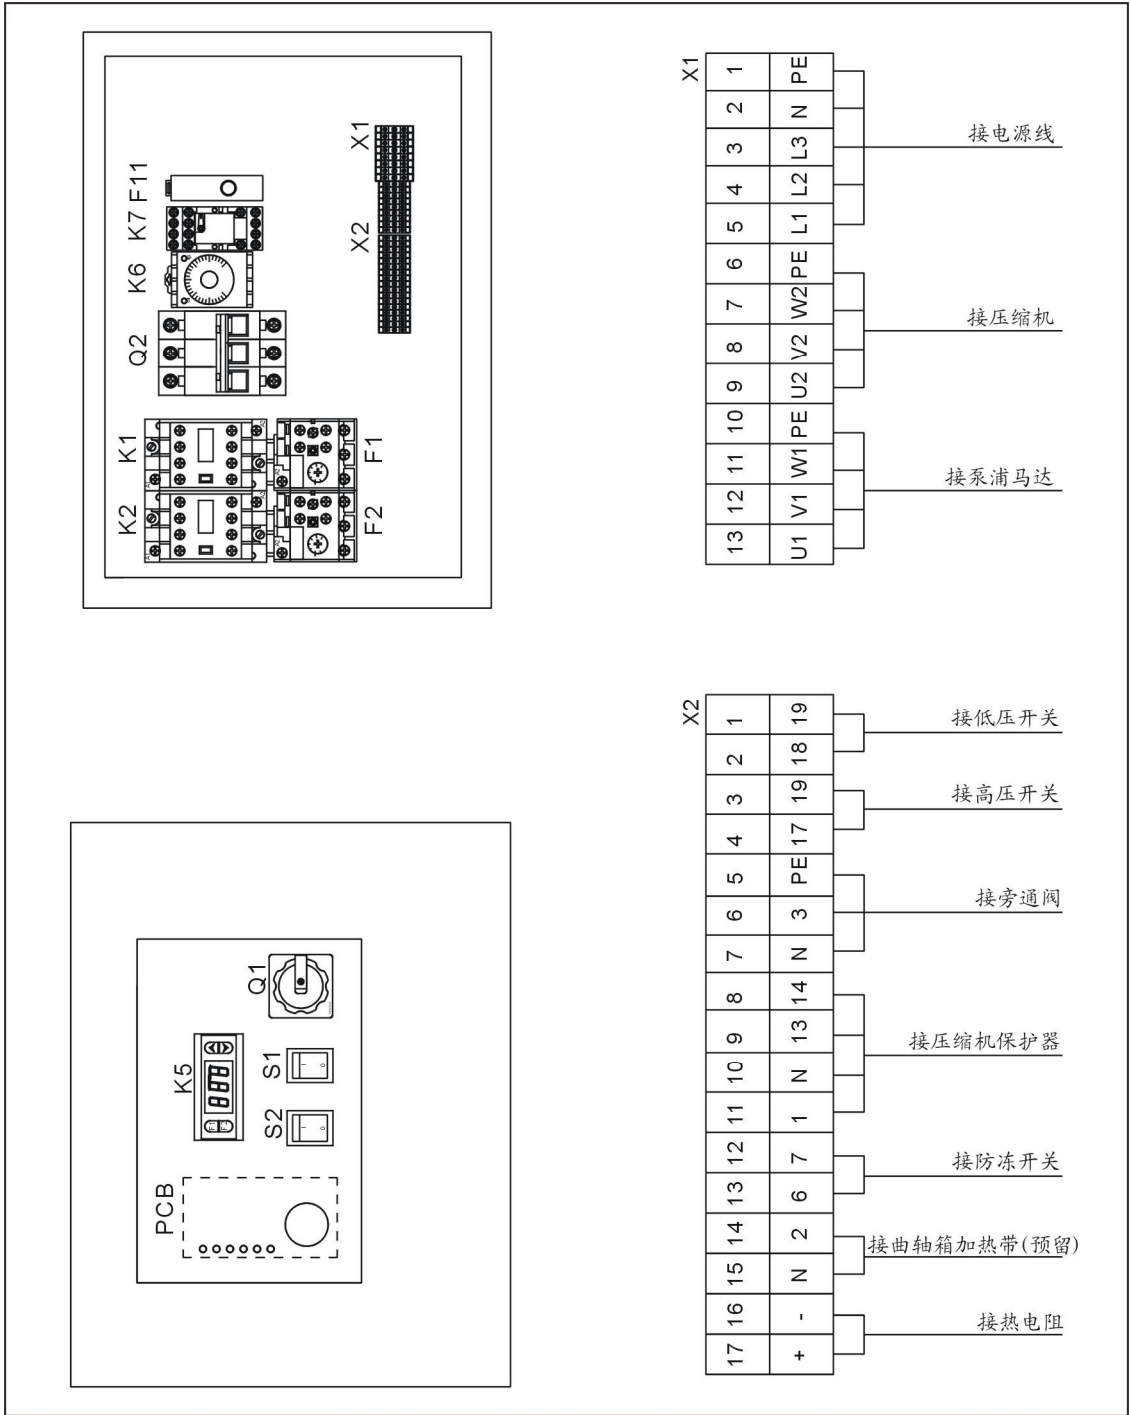 X1
X2
F11
K7
K6
Q2
K1
F1
K2
F2
X1
1 PE
2 N
3 L3
4 L2
5 L1
6 PE
7 W2
8 V2
9 U2
10 PE
11 W1
12 V1
13 U1
接电源线
接压缩机
接泵浦马达
Q1
K5
S1
S2
PCB
X2
1 19
2 18
3 19
4 17
5 PE
6 3
7 N
8 14
9 13
10 N
11 1
12 7
13 6
14 2
15 N
16 -
17 +
接低压开关
接高压开关
接旁通阀
接压缩机保护器
接防冻开关
接曲轴箱加热带(预留)
接热电阻